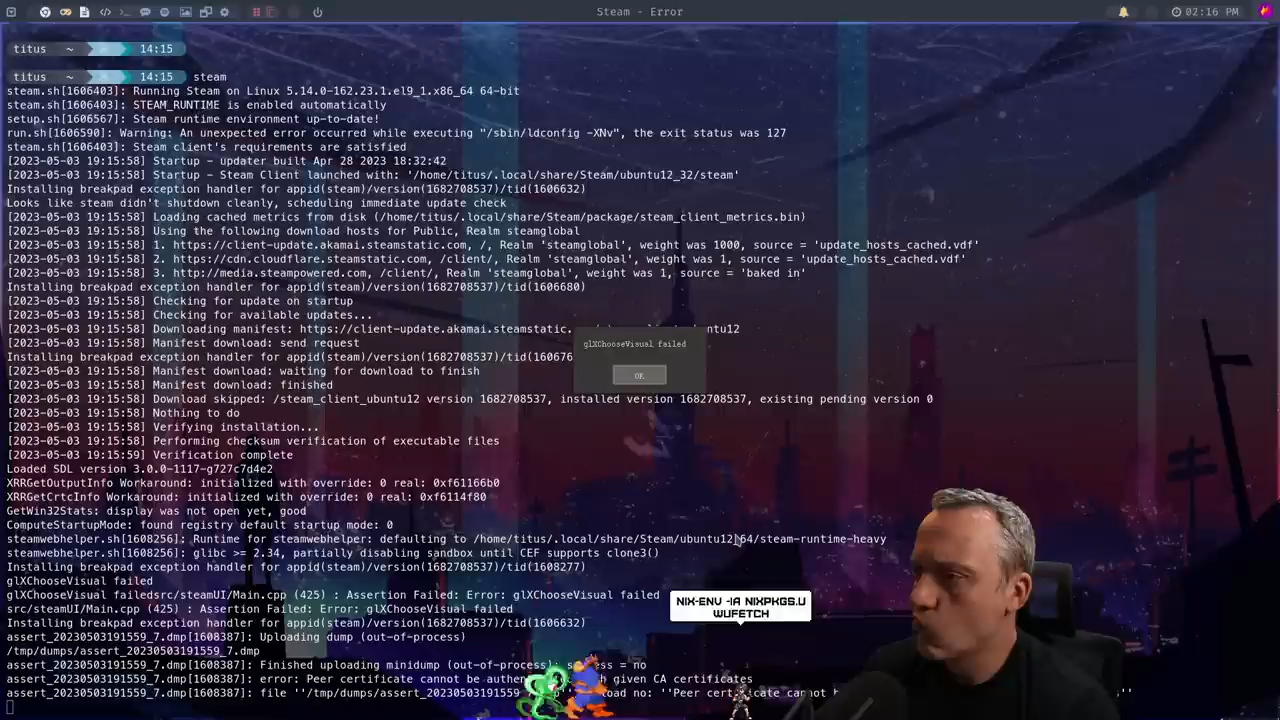 Steam - Error
02:16 PM
titus ~ 14:15
titus ~ 14:15 steam
steam.sh[1606403]: Running Steam on Linux 5.14.0-162.23.1.el9_1.x86_64 64-bit
steam.sh[1606403]: STEAM_RUNTIME is enabled automatically
setup.sh[1606567]: Steam runtime environment up-to-date!
run.sh[1606590]: Warning: An unexpected error occurred while executing "/sbin/ldconfig -XNv", the exit status was 127
steam.sh[1606403]: Steam client's requirements are satisfied
[2023-05-03 19:15:58] Startup - updater built Apr 28 2023 18:32:42
[2023-05-03 19:15:58] Startup - Steam Client launched with: '/home/titus/.local/share/Steam/ubuntu12_32/steam'
Installing breakpad exception handler for appid(steam)/version(1682708537)/tid(1606632)
Looks like steam didn't shutdown cleanly, scheduling immediate update check
[2023-05-03 19:15:58] Loading cached metrics from disk (/home/titus/.local/share/Steam/package/steam_client_metrics.bin)
[2023-05-03 19:15:58] Using the following download hosts for Public, Realm steamglobal
[2023-05-03 19:15:58] 1. https://client-update.akamai.steamstatic.com, /, Realm 'steamglobal', weight was 1000, source = 'update_hosts_cached.vdf'
[2023-05-03 19:15:58] 2. https://cdn.cloudflare.steamstatic.com, /client/, Realm 'steamglobal', weight was 1, source = 'update_hosts_cached.vdf'
[2023-05-03 19:15:58] 3. http://media.steampowered.com, /client/, Realm 'steamglobal', weight was 1, source = 'baked in'
Installing breakpad exception handler for appid(steam)/version(1682708537)/tid(1606680)
[2023-05-03 19:15:58] Checking for update on startup
[2023-05-03 19:15:58] Checking for available updates...
[2023-05-03 19:15:58] Downloading manifest: https://client-update.akamai.steamstatic. ntu12
[2023-05-03 19:15:58] Manifest download: send request
Installing breakpad exception handler for appid(steam)/version(1682708537)/tid(160676
[2023-05-03 19:15:58] Manifest download: waiting for download to finish
[2023-05-03 19:15:58] Manifest download: finished
[2023-05-03 19:15:58] Download skipped: /steam_client_ubuntu12 version 1682708537, installed version 1682708537, existing pending version 0
[2023-05-03 19:15:58] Nothing to do
[2023-05-03 19:15:58] Verifying installation...
[2023-05-03 19:15:58] Performing checksum verification of executable files
[2023-05-03 19:15:59] Verification complete
Loaded SDL version 3.0.0-1117-g727c7d4e2
XRRGetOutputInfo Workaround: initialized with override: 0 real: 0xf61166b0
XRRGetCrtcInfo Workaround: initialized with override: 0 real: 0xf6114f80
GetWin32Stats: display was not open yet, good
ComputeStartupMode: found registry default startup mode: 0
steamwebhelper.sh[1608256]: Runtime for steamwebhelper: defaulting to /home/titus/.local/share/Steam/ubuntu12_64/steam-runtime-heavy
steamwebhelper.sh[1608256]: glibc >= 2.34, partially disabling sandbox until CEF supports clone3()
Installing breakpad exception handler for appid(steam)/version(1682708537)/tid(1608277)
glXChooseVisual failed
glXChooseVisual failedsrc/steamUI/Main.cpp (425) : Assertion Failed: Error: glXChooseVisual failed
src/steamUI/Main.cpp (425) : Assertion Failed: Error: glXChooseVisual failed
Installing breakpad exception handler for appid(steam)/version(1682708537)/tid(1606632)
assert_20230503191559_7.dmp[1608387]: Uploading dump (out-of-process)
/tmp/dumps/assert_20230503191559_7.dmp
assert_20230503191559_7.dmp[1608387]: Finished uploading minidump (out-of-process): = no
assert_20230503191559_7.dmp[1608387]: error: Peer certificate cannot be given CA certificates
assert_20230503191559_7.dmp[1608387]: file ''/tmp/dumps/assert_20230503191559 no: ''Peer certificate cannot
glXChooseVisual failed
OK
NIX-ENV -IA NIXPKGS.U
WUFETCH